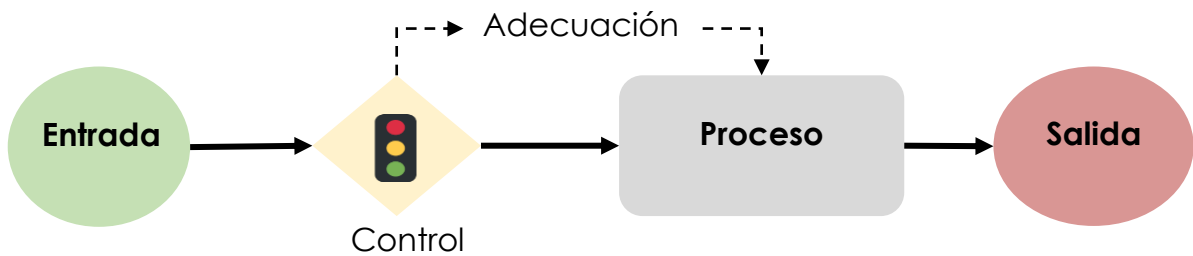 Adecuación
Entrada
Proceso
Salida
Control